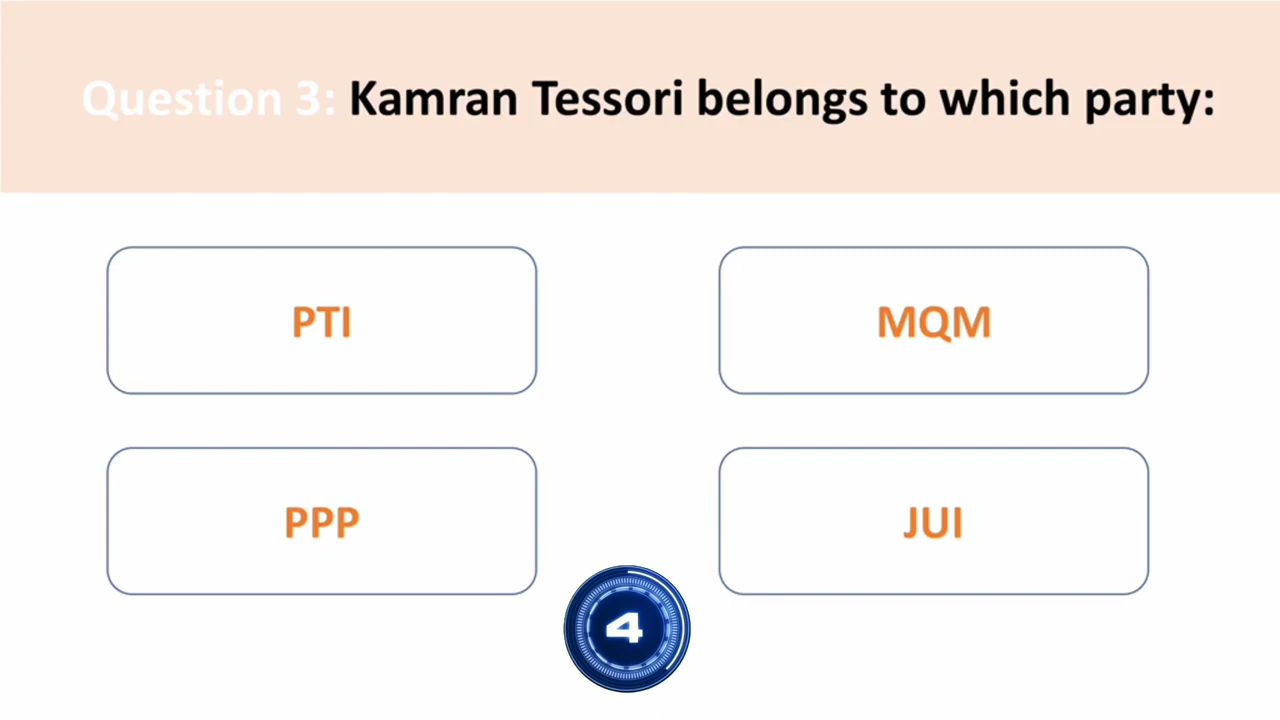 Question 3: Kamran Tessori belongs to which party:
PTI
MQM
PPP
JUI
4